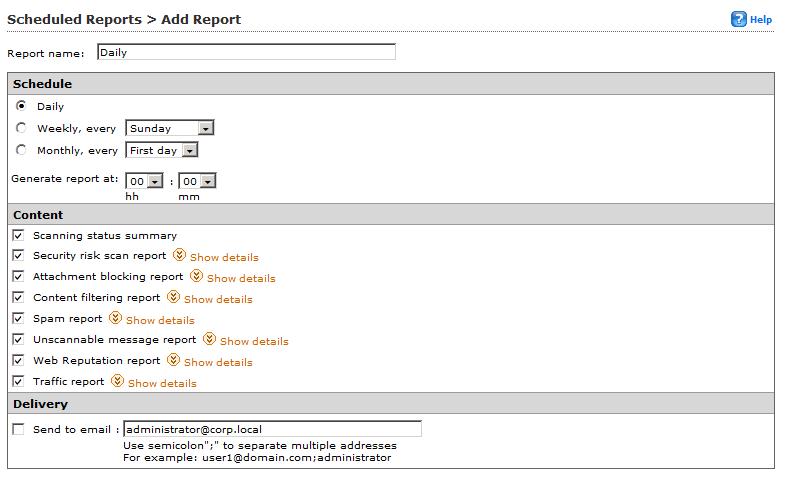 Scheduled Reports > Add Report
Help
Report name: Daily
Schedule
Daily
Weekly, every Sunday
Monthly, every First day
Generate report at: 00 : 00
hh mm
Content
Scanning status summary
Security risk scan report Show details
Attachment blocking report Show details
Content filtering report Show details
Spam report Show details
Unscannable message report Show details
Web Reputation report Show details
Traffic report Show details
Delivery
Send to email : administrator@corp.local
Use semicolon";" to separate multiple addresses
For example: user1@domain.com;administrator